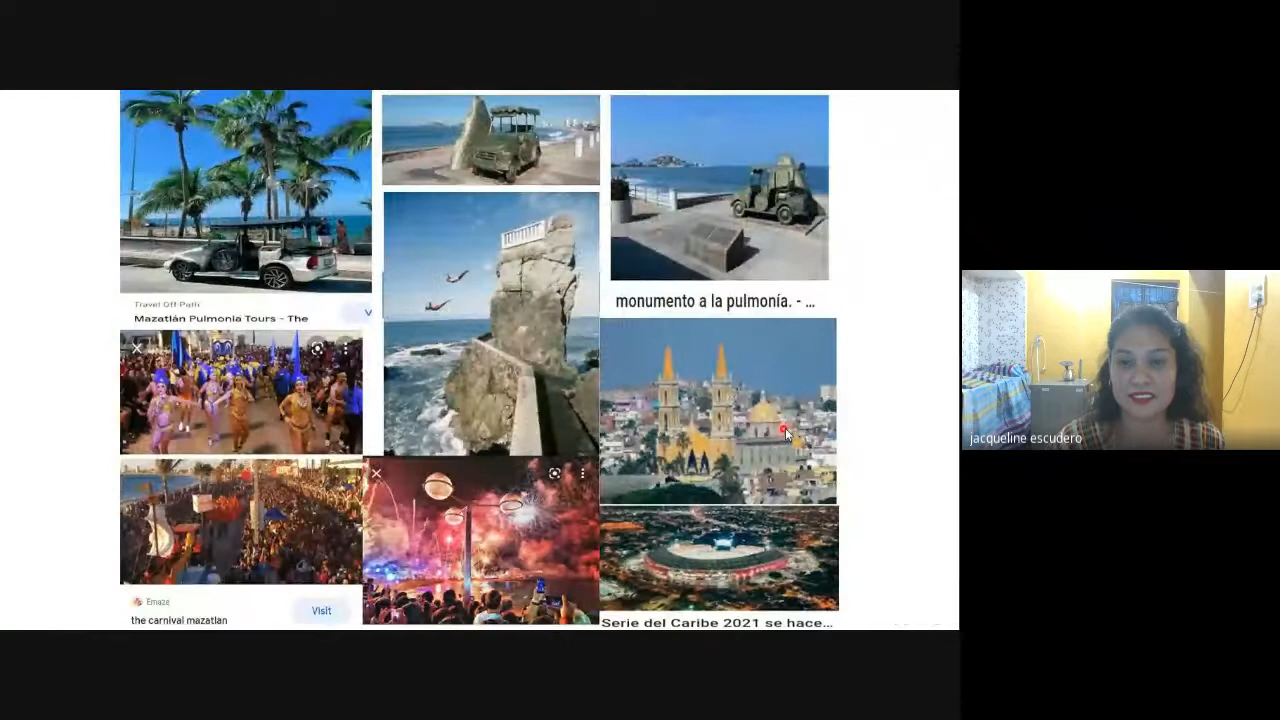 Travel Off Path
Mazatlán Pulmonia Tours - The
V
monumento a la pulmonía. - ...
Emaze
Visit
the carnival mazatlan
Serie del Caribe 2021 se hace...
jacqueline escudero